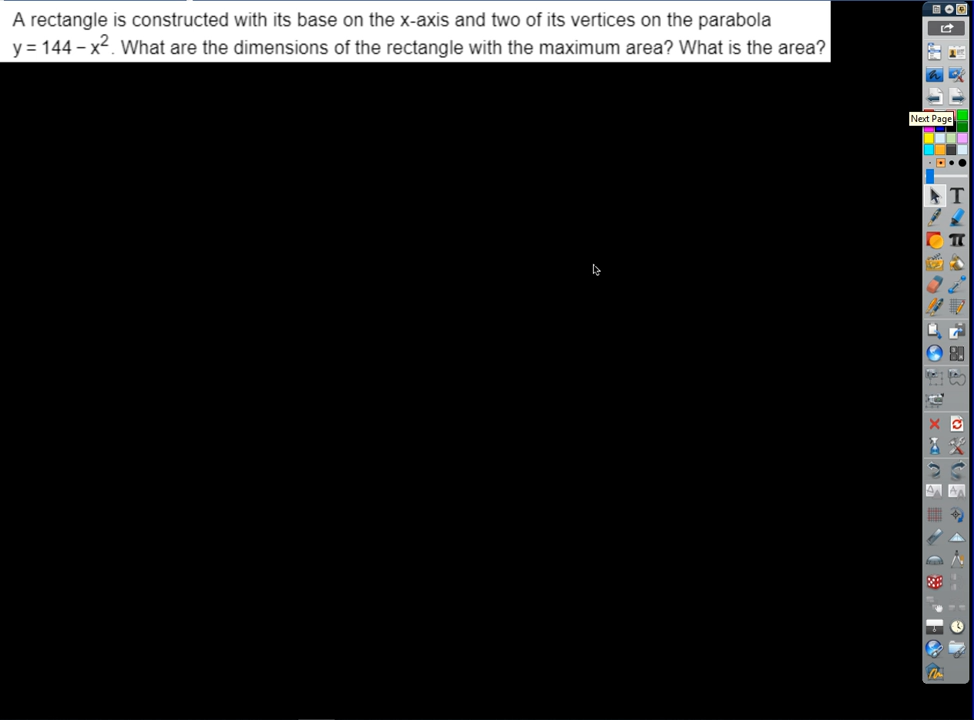 A rectangle is constructed with its base on the x-axis and two of its vertices on the parabola
y = 144 − x². What are the dimensions of the rectangle with the maximum area? What is the area?
Next Page
T
π